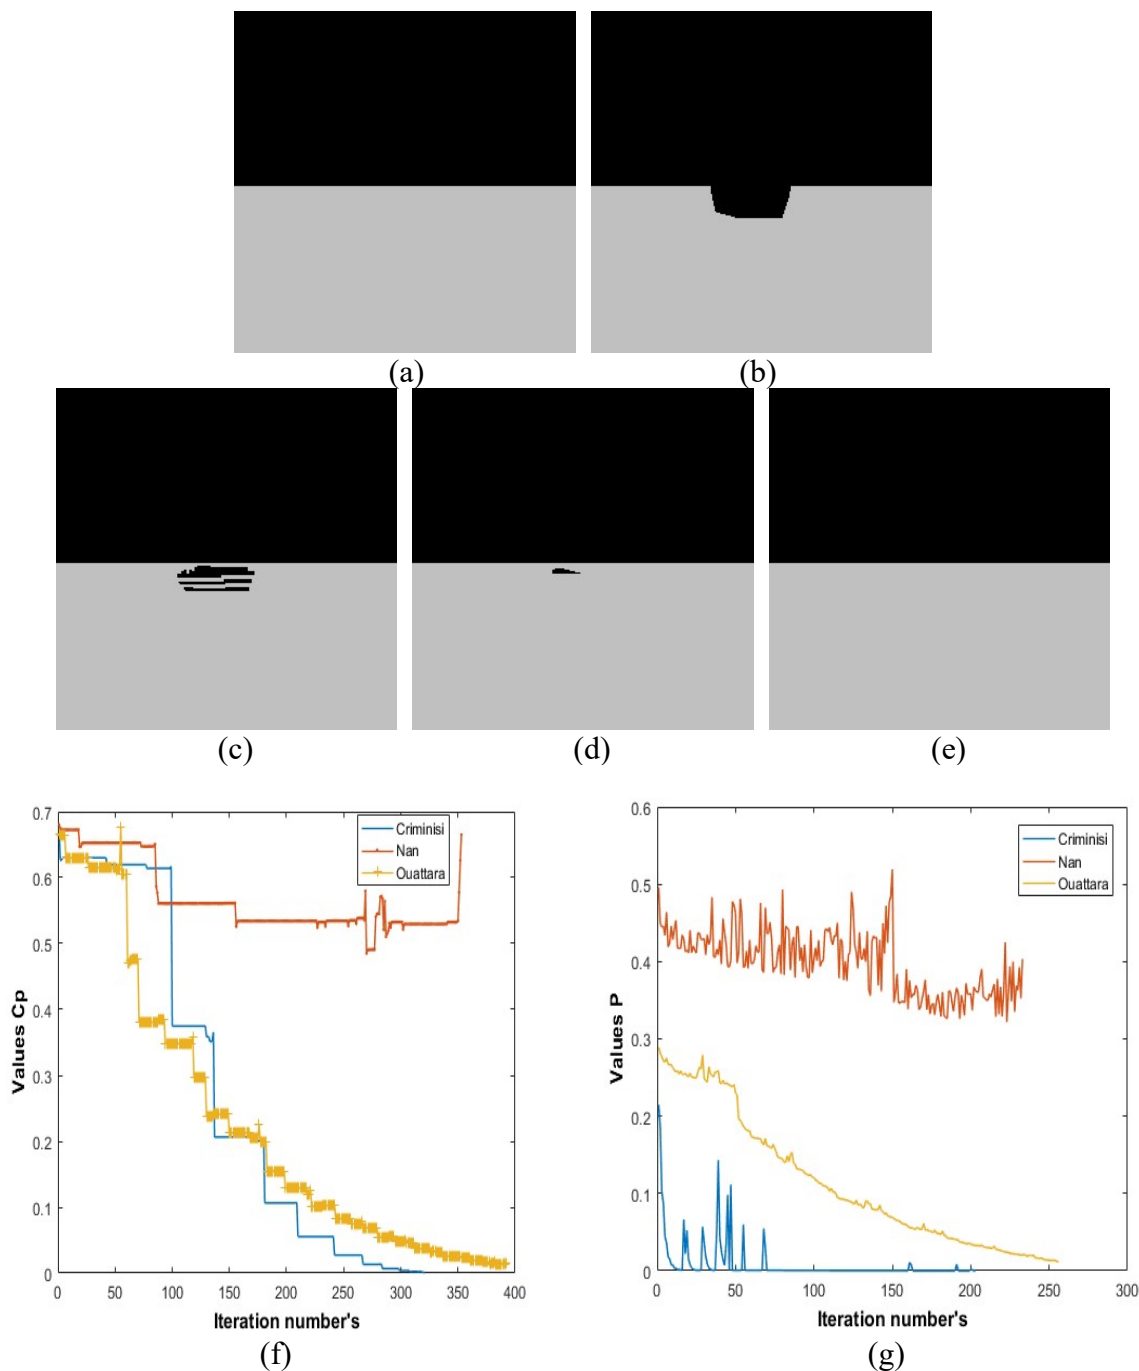 (a)
(b)
(c)
(d)
(e)
0.7
0.6
0.5
0.4
0.3
0.2
0.1
0
Values Cp
Criminisi
Nan
Ouattara
0 50 100 150 200 250 300 350 400
Iteration number's
(f)
0.6
0.5
0.4
0.3
0.2
0.1
0
Values P
Criminisi
Nan
Ouattara
0 50 100 150 200 250 300
Iteration number's
(g)